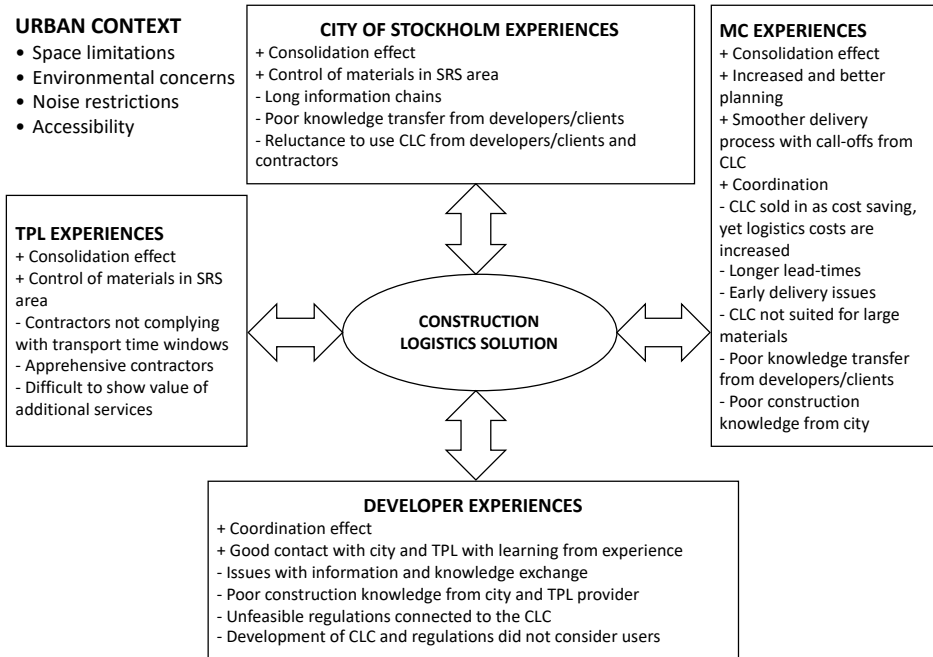 URBAN CONTEXT
• Space limitations
• Environmental concerns
• Noise restrictions
• Accessibility
CITY OF STOCKHOLM EXPERIENCES
+ Consolidation effect
+ Control of materials in SRS area
- Long information chains
- Poor knowledge transfer from developers/clients
- Reluctance to use CLC from developers/clients and
contractors
MC EXPERIENCES
+ Consolidation effect
+ Increased and better
planning
+ Smoother delivery
process with call-offs from
CLC
+ Coordination
- CLC sold in as cost saving,
yet logistics costs are
increased
- Longer lead-times
- Early delivery issues
- CLC not suited for large
materials
- Poor knowledge transfer
from developers/clients
- Poor construction
knowledge from city
TPL EXPERIENCES
+ Consolidation effect
+ Control of materials in SRS
area
- Contractors not complying
with transport time windows
- Apprehensive contractors
- Difficult to show value of
additional services
CONSTRUCTION
LOGISTICS SOLUTION
DEVELOPER EXPERIENCES
+ Coordination effect
+ Good contact with city and TPL with learning from experience
- Issues with information and knowledge exchange
- Poor construction knowledge from city and TPL provider
- Unfeasible regulations connected to the CLC
- Development of CLC and regulations did not consider users